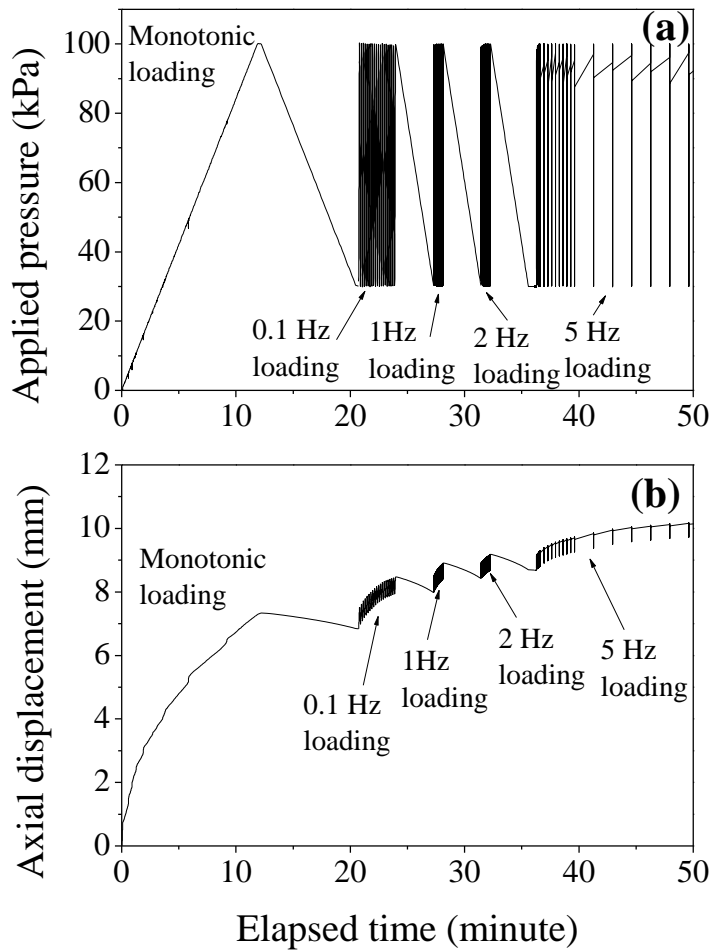 (a)
Monotonic
loading
Applied pressure (kPa)
120
100
80
60
40
20
0
0.1 Hz
loading
1Hz
loading
2 Hz
loading
5 Hz
loading
0 10 20 30 40 50
(b)
Monotonic
loading
Axial displacement (mm)
12
10
8
6
4
2
0
0.1 Hz
loading
1Hz
loading
2 Hz
loading
5 Hz
loading
0 10 20 30 40 50
Elapsed time (minute)